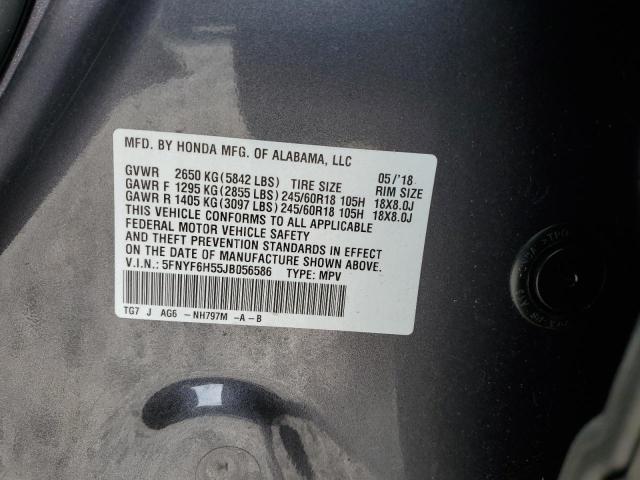 MFD. BY HONDA MFG. OF ALABAMA, LLC
GVWR 2650 KG(5842 LBS) TIRE SIZE 05/'18 RIM SIZE
GAWR F 1295 KG(2855 LBS) 245/60R18 105H 18X8.0J
GAWR R 1405 KG(3097 LBS) 245/60R18 105H 18X8.0J
THIS VEHICLE CONFORMS TO ALL APPLICABLE
FEDERAL MOTOR VEHICLE SAFETY
AND THEFT PREVENTION STANDARDS IN EFFECT
ON THE DATE OF MANUFACTURE SHOWN ABOVE.
V.I.N.: 5FNYF6H55JB056586 TYPE: MPV
TG7 J AG6 -NH797M -A-B